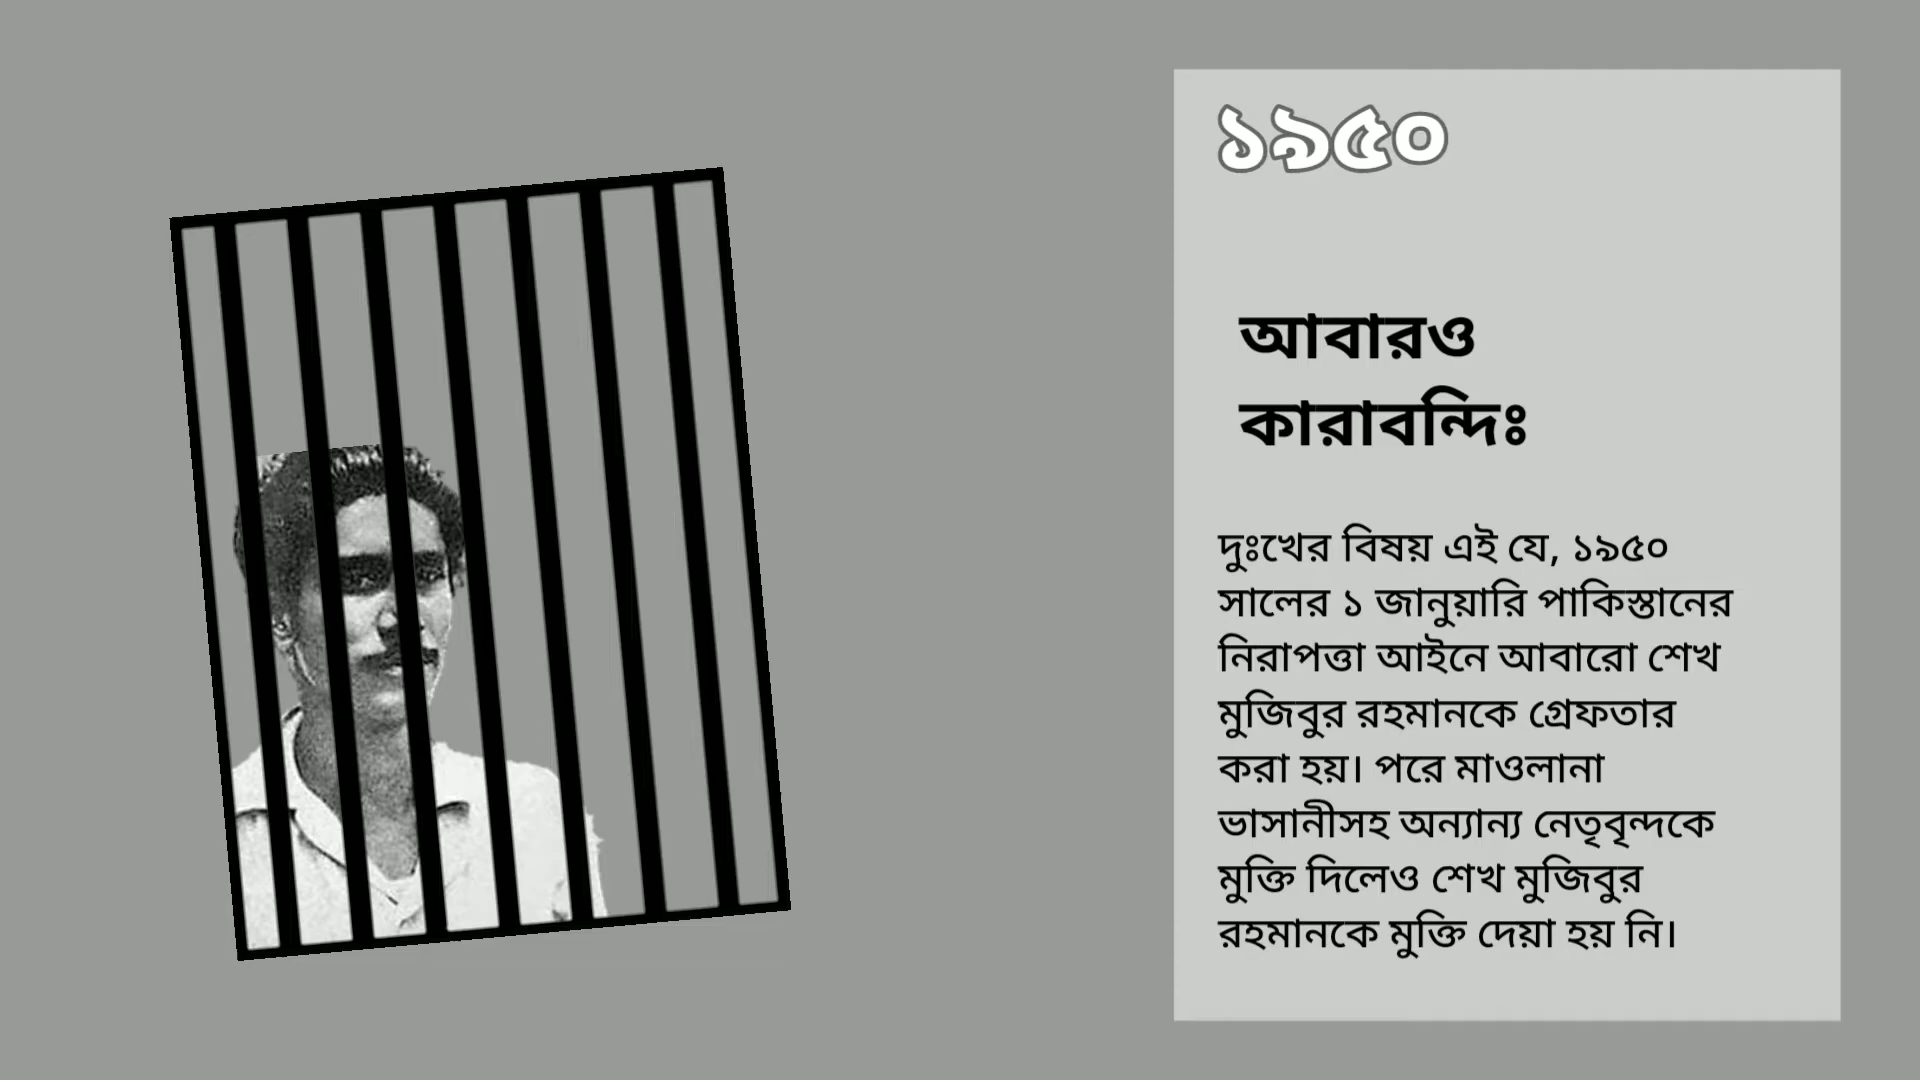 ১৯৫০
আবারও
কারাবন্দিঃ
দুঃখের বিষয় এই যে, ১৯৫০
সালের ১ জানুয়ারি পাকিস্তানের
নিরাপত্তা আইনে আবারো শেখ
মুজিবুর রহমানকে গ্রেফতার
করা হয়। পরে মাওলানা
ভাসানীসহ অন্যান্য নেতৃবৃন্দকে
মুক্তি দিলেও শেখ মুজিবুর
রহমানকে মুক্তি দেয়া হয় নি।